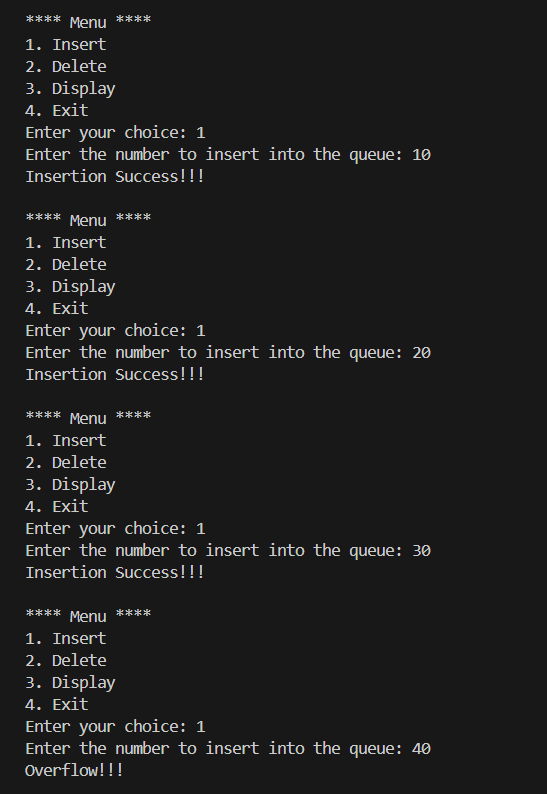 **** Menu ****
1. Insert
2. Delete
3. Display
4. Exit
Enter your choice: 1
Enter the number to insert into the queue: 10
Insertion Success!!!

**** Menu ****
1. Insert
2. Delete
3. Display
4. Exit
Enter your choice: 1
Enter the number to insert into the queue: 20
Insertion Success!!!

**** Menu ****
1. Insert
2. Delete
3. Display
4. Exit
Enter your choice: 1
Enter the number to insert into the queue: 30
Insertion Success!!!

**** Menu ****
1. Insert
2. Delete
3. Display
4. Exit
Enter your choice: 1
Enter the number to insert into the queue: 40
Overflow!!!